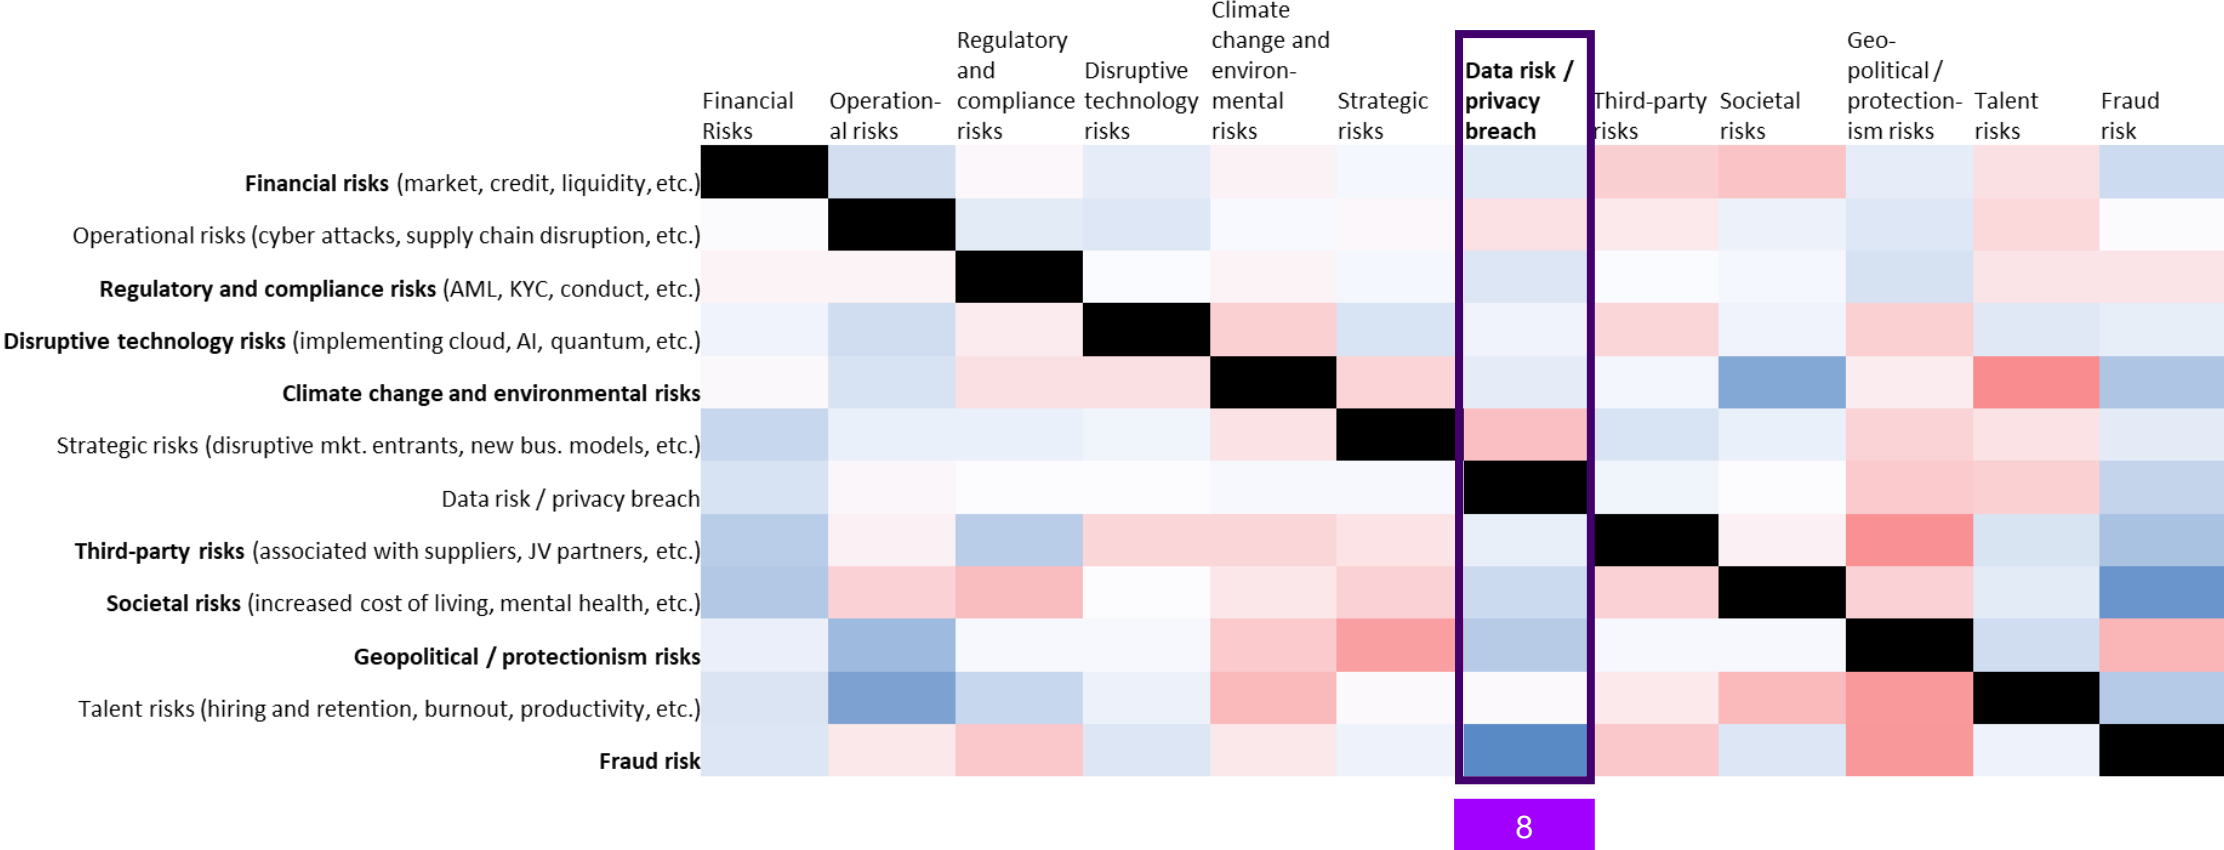 Financial
Risks
Operation-
al risks
Regulatory
and
compliance
risks
Disruptive
technology
risks
Climate
change and
environ-
mental
risks
Strategic
risks
Data risk /
privacy
breach
Third-party
risks
Societal
risks
Geo-
political /
protection-
ism risks
Talent
risks
Fraud
risk
Financial risks (market, credit, liquidity, etc.)
Operational risks (cyber attacks, supply chain disruption, etc.)
Regulatory and compliance risks (AML, KYC, conduct, etc.)
Disruptive technology risks (implementing cloud, AI, quantum, etc.)
Climate change and environmental risks
Strategic risks (disruptive mkt. entrants, new bus. models, etc.)
Data risk / privacy breach
Third-party risks (associated with suppliers, JV partners, etc.)
Societal risks (increased cost of living, mental health, etc.)
Geopolitical / protectionism risks
Talent risks (hiring and retention, burnout, productivity, etc.)
Fraud risk
8